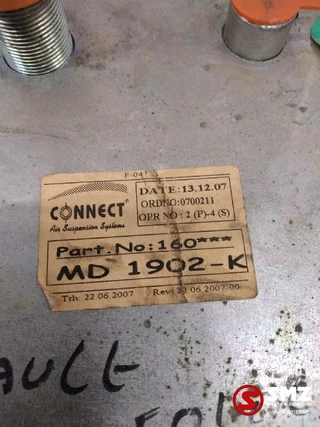 F-04
CONNECT
Air Suspention Systems
DATE:13.12.07
ORDNO:0700211
OPR NO : 2 (P)-4 (S)
Part.No:160***
MD 1902-K
Trh: 22.06.2007 Rev: 22.06.2007-00
SMZ